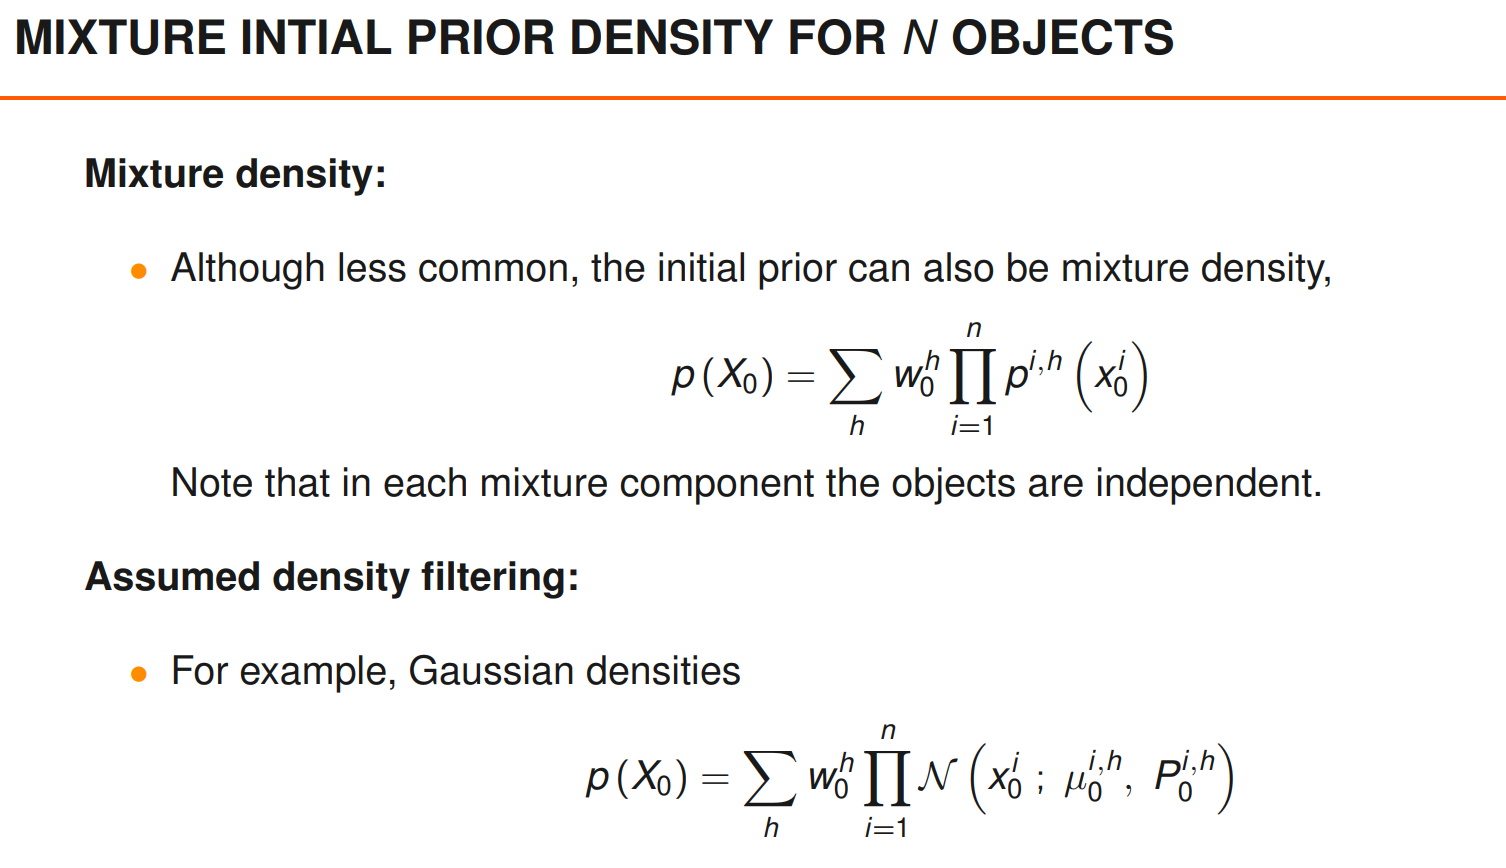 MIXTURE INTIAL PRIOR DENSITY FOR N OBJECTS
Mixture density:
• Although less common, the initial prior can also be mixture density,
$p(X_0) = \sum_{h} w_0^h \prod_{i=1}^{n} p^{i,h}\left(x_0^i\right)$
Note that in each mixture component the objects are independent.
Assumed density filtering:
• For example, Gaussian densities
$p(X_0) = \sum_{h} w_0^h \prod_{i=1}^{n} \mathcal{N}\left(x_0^i \; ; \; \mu_0^{i,h}, \; P_0^{i,h}\right)$